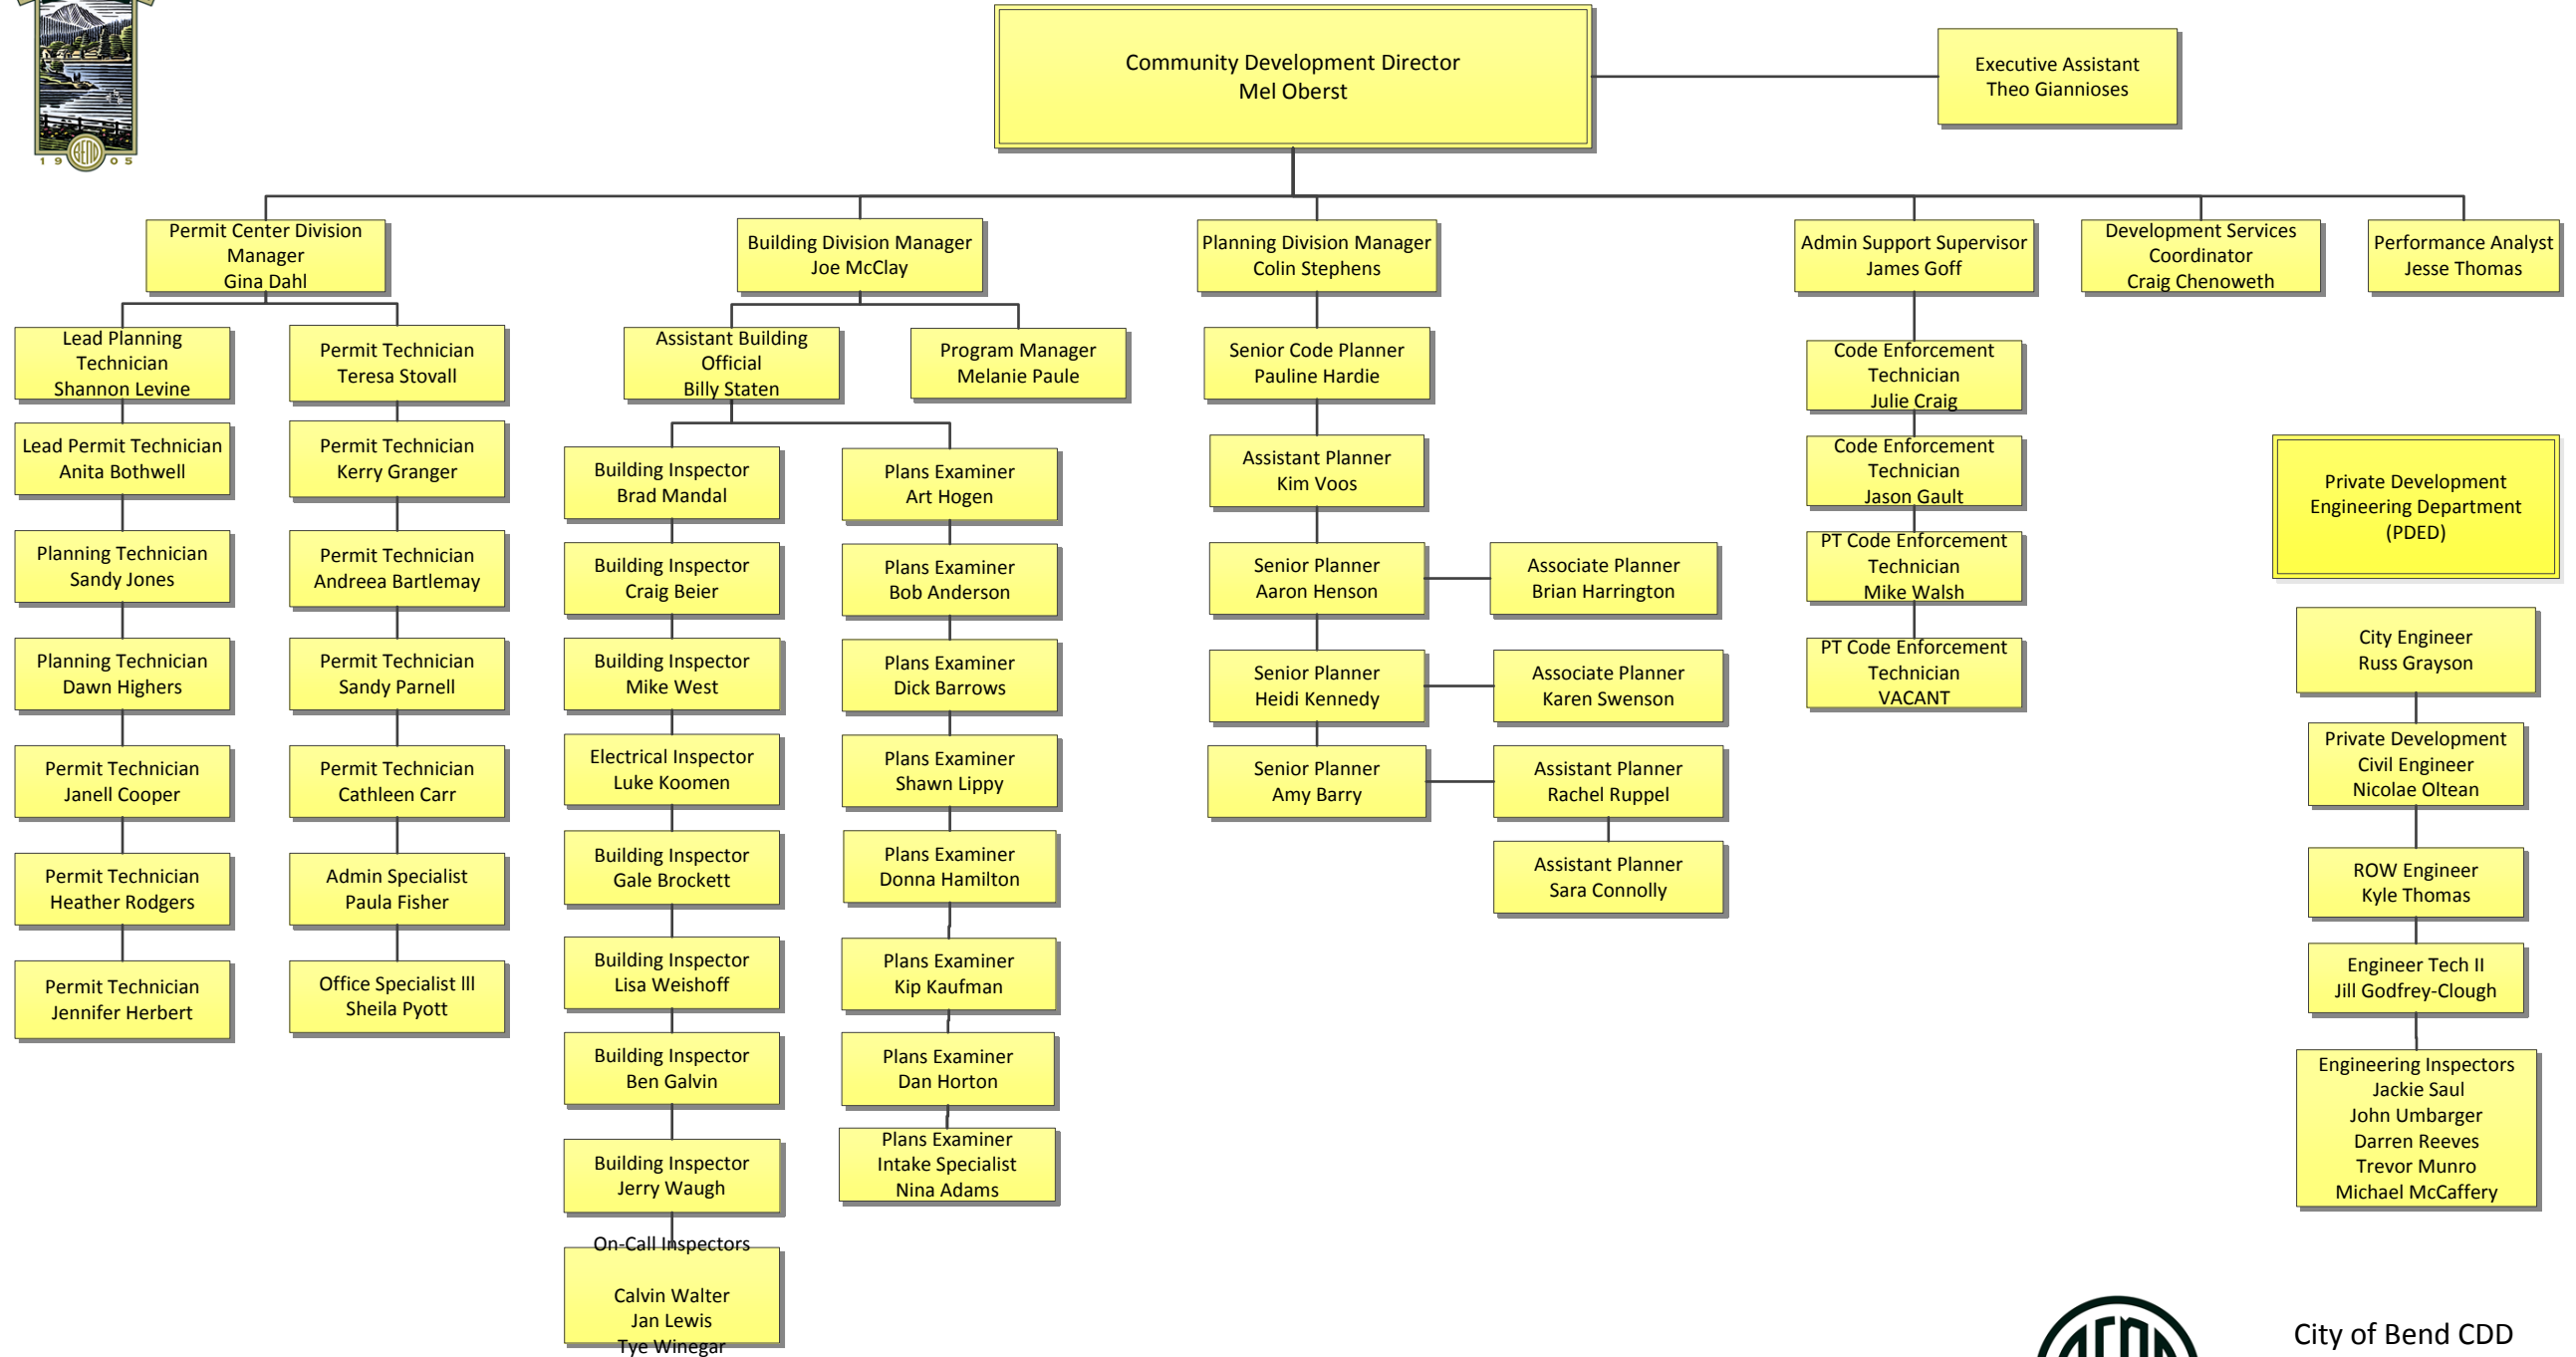 BEND
19 05
Community Development Director
Mel Oberst
Executive Assistant
Theo Giannioses
Permit Center Division
Manager
Gina Dahl
Building Division Manager
Joe McClay
Planning Division Manager
Colin Stephens
Admin Support Supervisor
James Goff
Development Services
Coordinator
Craig Chenoweth
Performance Analyst
Jesse Thomas
Lead Planning
Technician
Shannon Levine
Lead Permit Technician
Anita Bothwell
Planning Technician
Sandy Jones
Planning Technician
Dawn Highers
Permit Technician
Janell Cooper
Permit Technician
Heather Rodgers
Permit Technician
Jennifer Herbert
Permit Technician
Teresa Stovall
Permit Technician
Kerry Granger
Permit Technician
Andreea Bartlemay
Permit Technician
Sandy Parnell
Permit Technician
Cathleen Carr
Admin Specialist
Paula Fisher
Office Specialist lll
Sheila Pyott
Assistant Building
Official
Billy Staten
Program Manager
Melanie Paule
Building Inspector
Brad Mandal
Building Inspector
Craig Beier
Building Inspector
Mike West
Electrical Inspector
Luke Koomen
Building Inspector
Gale Brockett
Building Inspector
Lisa Weishoff
Building Inspector
Ben Galvin
Building Inspector
Jerry Waugh
On-Call Inspectors
Calvin Walter
Jan Lewis
Tye Winegar
Plans Examiner
Art Hogen
Plans Examiner
Bob Anderson
Plans Examiner
Dick Barrows
Plans Examiner
Shawn Lippy
Plans Examiner
Donna Hamilton
Plans Examiner
Kip Kaufman
Plans Examiner
Dan Horton
Plans Examiner
Intake Specialist
Nina Adams
Senior Code Planner
Pauline Hardie
Assistant Planner
Kim Voos
Senior Planner
Aaron Henson
Associate Planner
Brian Harrington
Senior Planner
Heidi Kennedy
Associate Planner
Karen Swenson
Senior Planner
Amy Barry
Assistant Planner
Rachel Ruppel
Assistant Planner
Sara Connolly
Code Enforcement
Technician
Julie Craig
Code Enforcement
Technician
Jason Gault
PT Code Enforcement
Technician
Mike Walsh
PT Code Enforcement
Technician
VACANT
Private Development
Engineering Department
(PDED)
City Engineer
Russ Grayson
Private Development
Civil Engineer
Nicolae Oltean
ROW Engineer
Kyle Thomas
Engineer Tech II
Jill Godfrey-Clough
Engineering Inspectors
Jackie Saul
John Umbarger
Darren Reeves
Trevor Munro
Michael McCaffery
BEND
City of Bend CDD